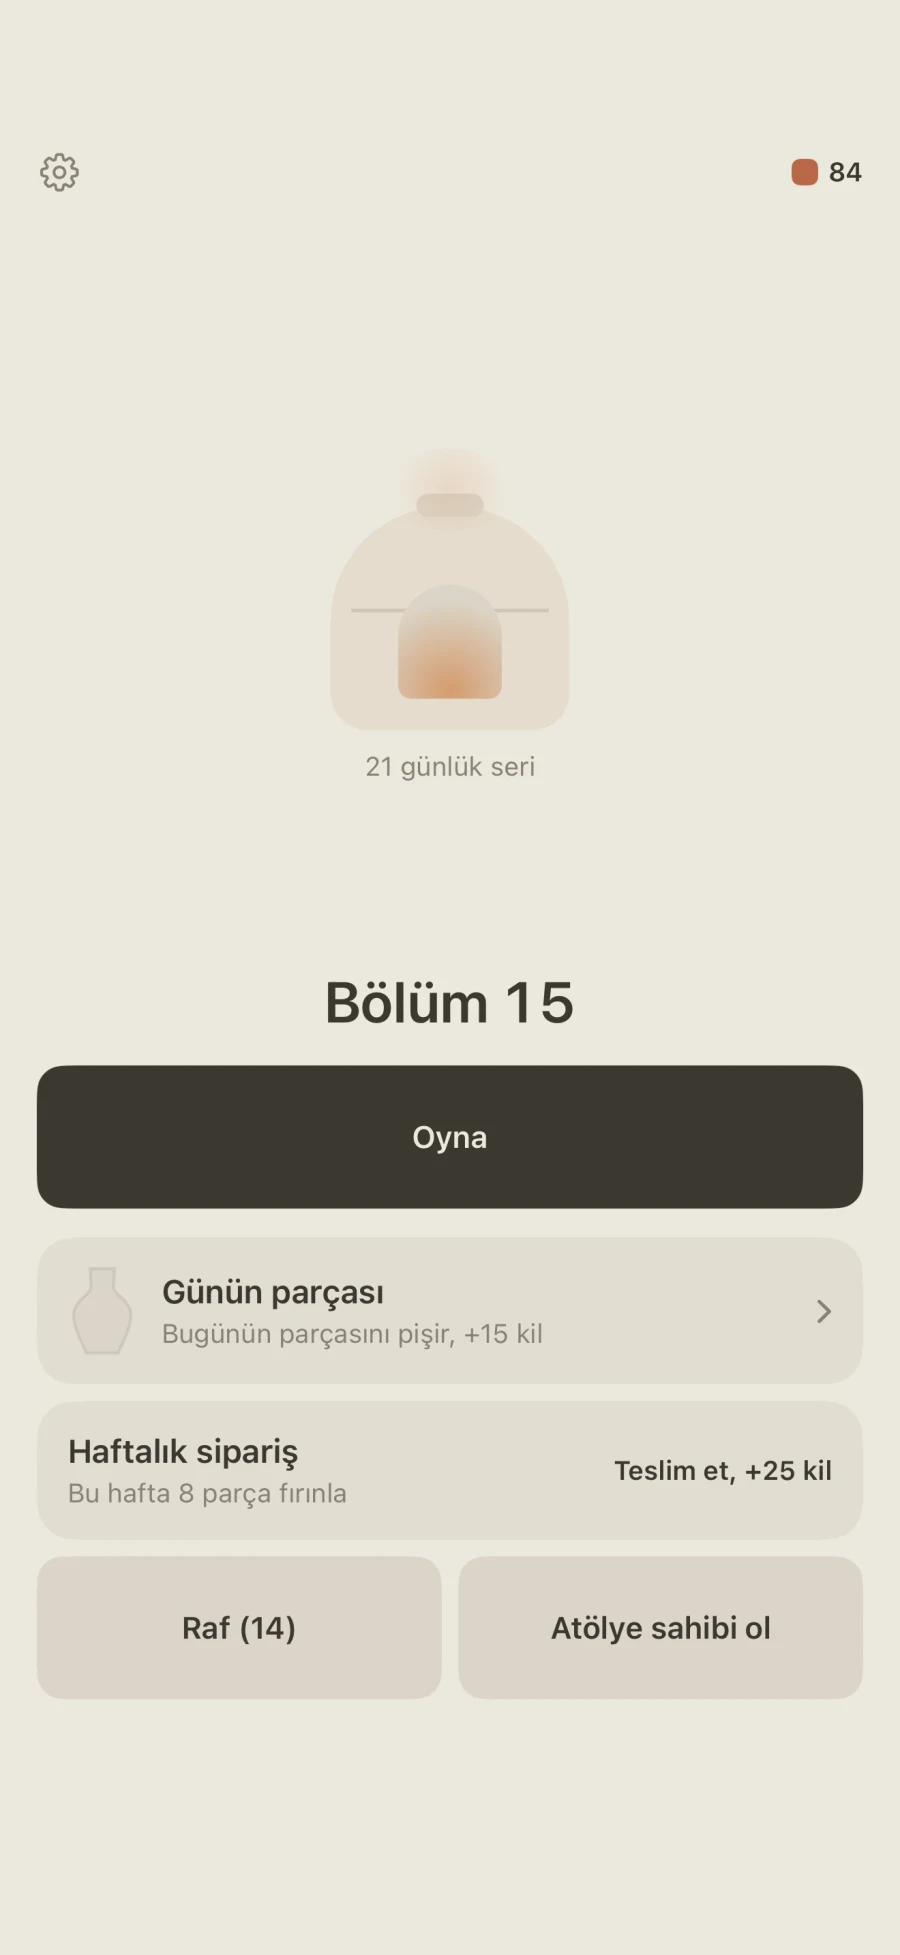 84
21 günlük seri
Bölüm 15
Oyna
Günün parçası
Bugünün parçasını pişir, +15 kil
Haftalık sipariş
Bu hafta 8 parça fırınla
Teslim et, +25 kil
Raf (14)
Atölye sahibi ol